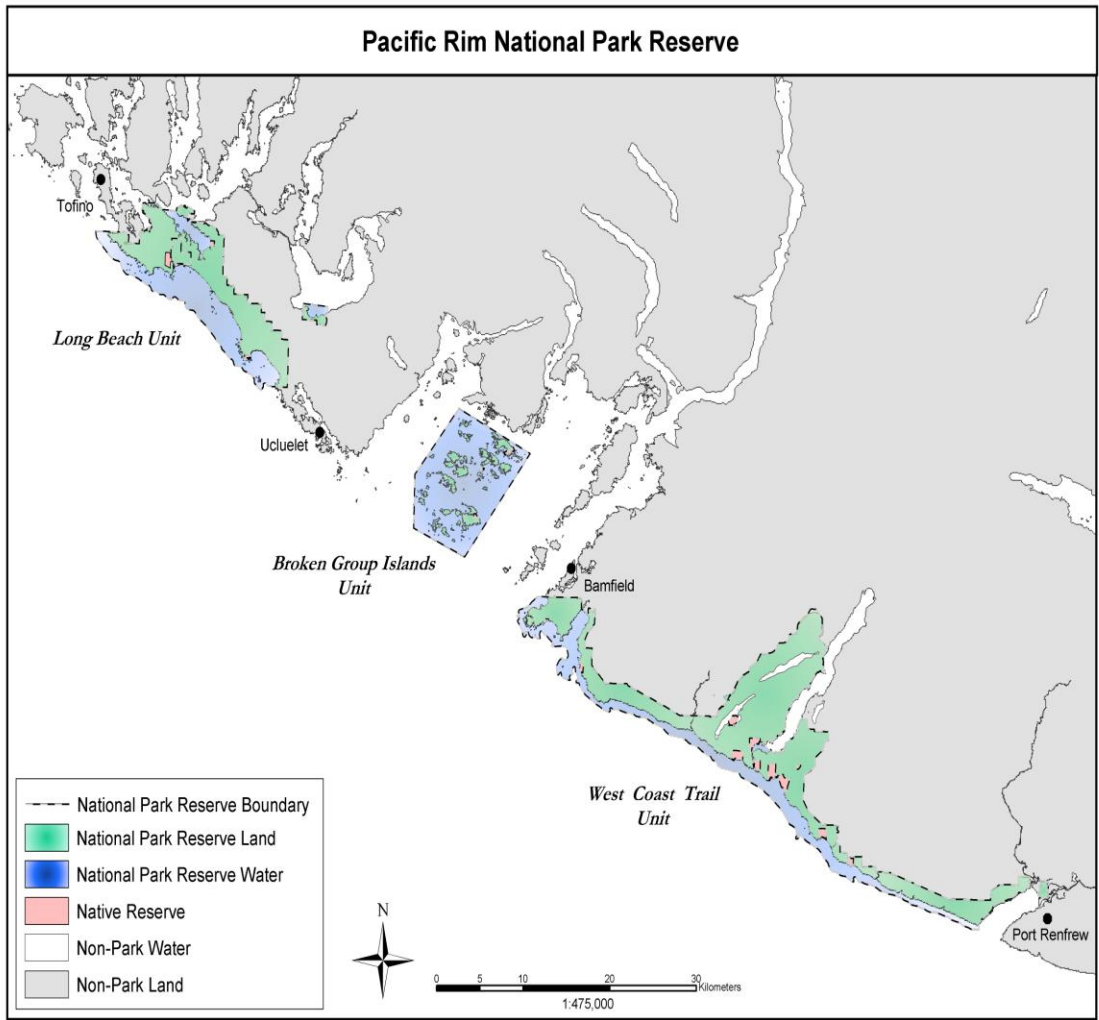 Pacific Rim National Park Reserve
Tofino
Long Beach Unit
Ucluelet
Broken Group Islands
Unit
Bamfield
West Coast Trail
Unit
Port Renfrew
National Park Reserve Boundary
National Park Reserve Land
National Park Reserve Water
Native Reserve
Non-Park Water
Non-Park Land
N
0 5 10 20 30
Kilometers
1:475,000